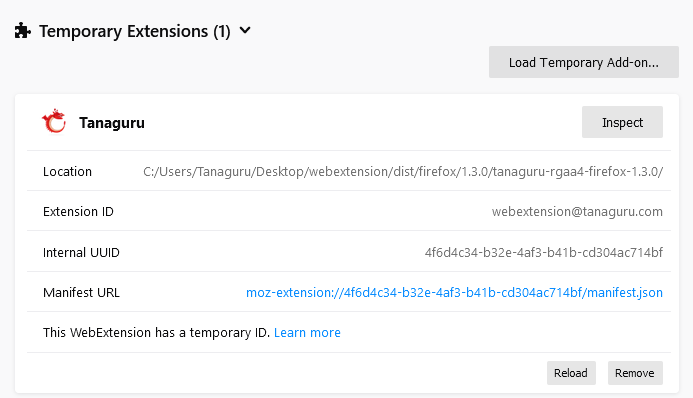 Temporary Extensions (1)
Load Temporary Add-on...
Tanaguru
Inspect
Location C:/Users/Tanaguru/Desktop/webextension/dist/firefox/1.3.0/tanaguru-rgaa4-firefox-1.3.0/
Extension ID webextension@tanaguru.com
Internal UUID 4f6d4c34-b32e-4af3-b41b-cd304ac714bf
Manifest URL moz-extension://4f6d4c34-b32e-4af3-b41b-cd304ac714bf/manifest.json
This WebExtension has a temporary ID. Learn more
Reload Remove